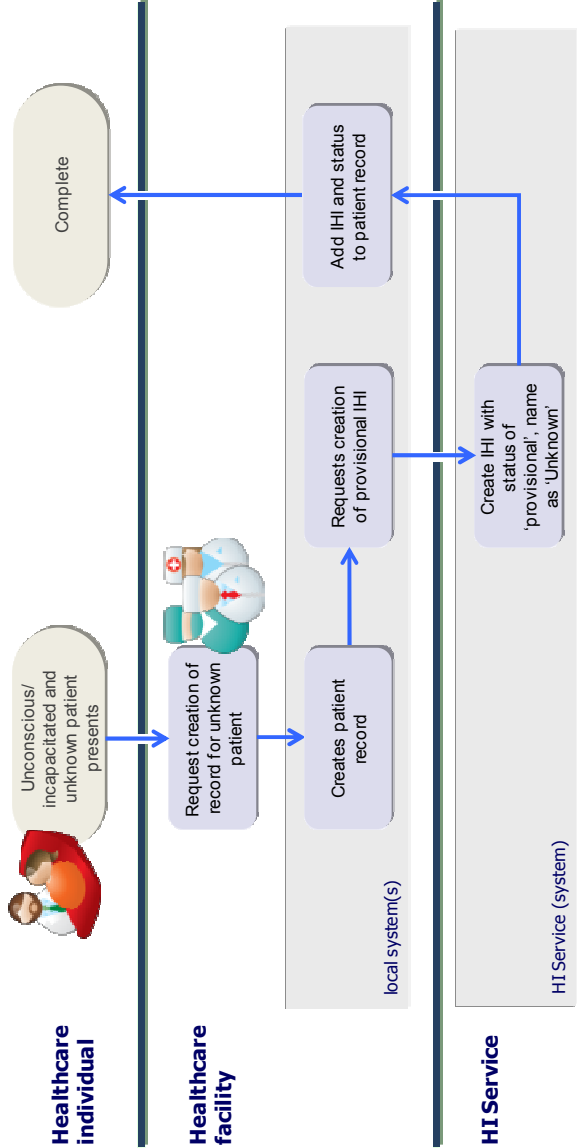 Healthcare
individual
Unconscious/
incapacitated and
unknown patient
presents
Complete
Healthcare
facility
Request creation of
record for unknown
patient
local system(s)
Creates patient
record
Requests creation
of provisional IHI
Add IHI and status
to patient record
HI Service
HI Service (system)
Create IHI with
status of
‘provisional’, name
as ‘Unknown’